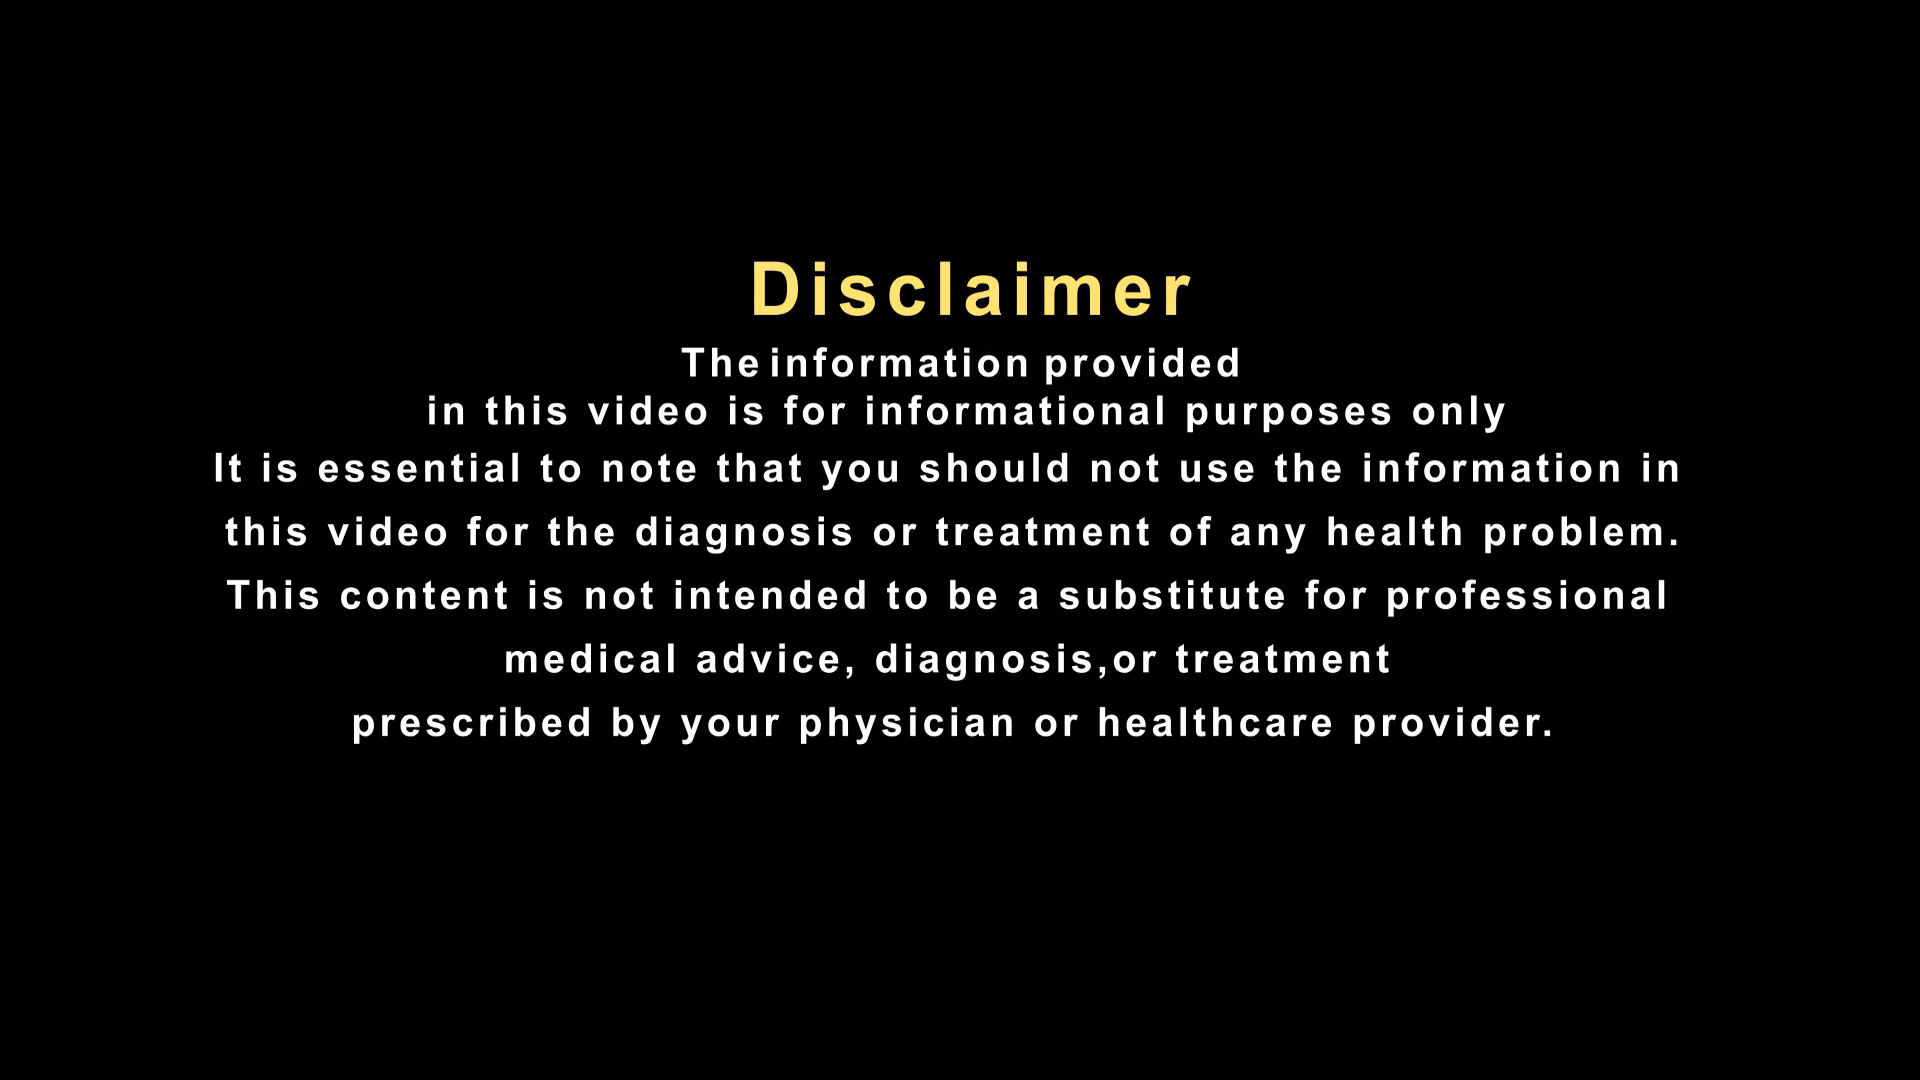 Disclaimer
The information provided
in this video is for informational purposes only
It is essential to note that you should not use the information in
this video for the diagnosis or treatment of any health problem.
This content is not intended to be a substitute for professional
medical advice, diagnosis,or treatment
prescribed by your physician or healthcare provider.